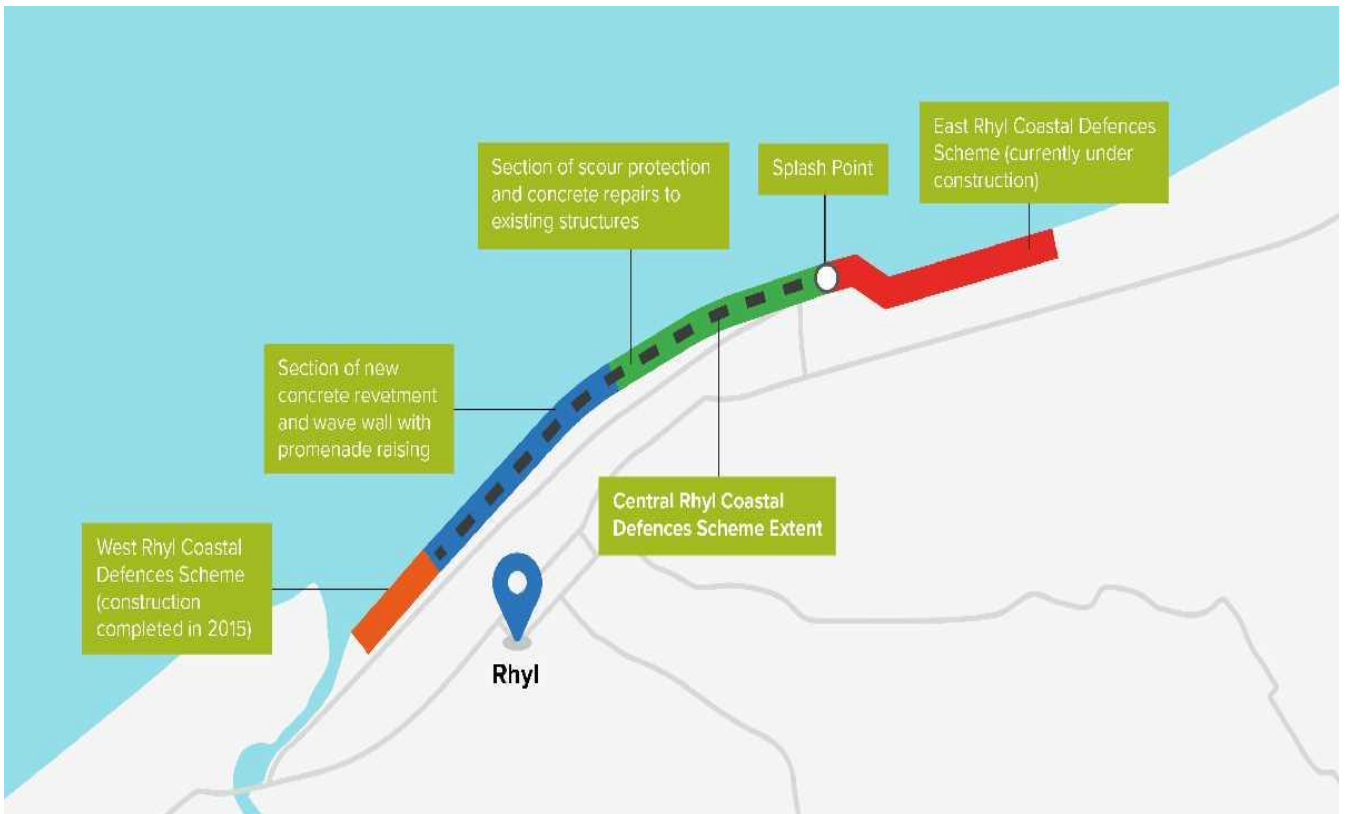 East Rhyl Coastal Defences
Scheme (currently under
construction)
Section of scour protection
and concrete repairs to
existing structures
Splash Point
Section of new
concrete revetment
and wave wall with
promenade raising
Central Rhyl Coastal
Defences Scheme Extent
West Rhyl Coastal
Defences Scheme
(construction
completed in 2015)
Rhyl